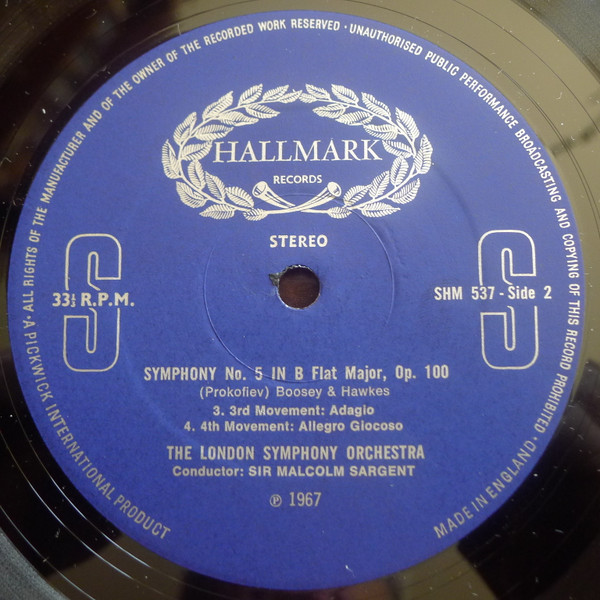 A PICKWICK INTERNATIONAL PRODUCT
· ALL RIGHTS OF THE MANUFACTURER AND OF THE OWNER OF THE RECORDED WORK RESERVED · UNAUTHORISED PUBLIC PERFORMANCE BROADCASTING AND COPYING OF THIS RECORD PROHIBITED ·
MADE IN ENGLAND ·
HALLMARK
RECORDS
STEREO
S
S
33⅓ R.P.M.
SHM 537 - Side 2
SYMPHONY No. 5 IN B Flat Major, Op. 100
(Prokofiev) Boosey & Hawkes
3. 3rd Movement: Adagio
4. 4th Movement: Allegro Giocoso
THE LONDON SYMPHONY ORCHESTRA
Conductor: SIR MALCOLM SARGENT
℗ 1967